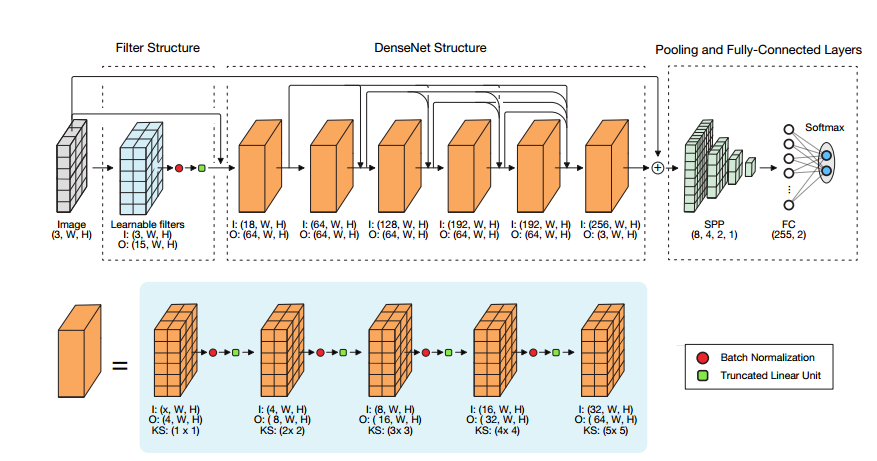 Filter Structure
DenseNet Structure
Pooling and Fully-Connected Layers
Softmax
Image
(3, W, H)
Learnable filters
I: (3, W, H)
O: (15, W, H)
I: (18, W, H)
O: (64, W, H)
I: (64, W, H)
O: (64, W, H)
I: (128, W, H)
O: (64, W, H)
I: (192, W, H)
O: (64, W, H)
I: (192, W, H)
O: (64, W, H)
I: (256, W, H)
O: (3, W, H)
SPP
(8, 4, 2, 1)
FC
(255, 2)
=
I: (x, W, H)
O: (4, W, H)
KS: (1 x 1)
I: (4, W, H)
O: ( 8, W, H)
KS: (2x 2)
I: (8, W, H)
O: ( 16, W, H)
KS: (3x 3)
I: (16, W, H)
O: ( 32, W, H)
KS: (4x 4)
I: (32, W, H)
O: ( 64, W, H)
KS: (5x 5)
Batch Normalization
Truncated Linear Unit